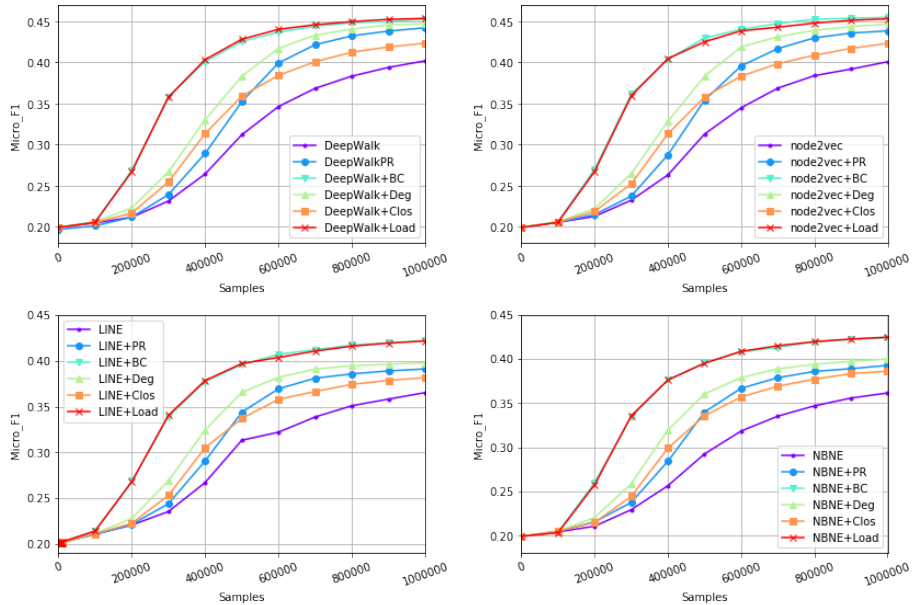 0.45
0.40
0.35
0.30
0.25
0.20
Micro_F1
DeepWalk
DeepWalkPR
DeepWalk+BC
DeepWalk+Deg
DeepWalk+Clos
DeepWalk+Load
0
200000
400000
600000
800000
1000000
Samples
0.45
0.40
0.35
0.30
0.25
0.20
Micro_F1
node2vec
node2vec+PR
node2vec+BC
node2vec+Deg
node2vec+Clos
node2vec+Load
0
200000
400000
600000
800000
1000000
Samples
0.45
0.40
0.35
0.30
0.25
0.20
Micro_F1
LINE
LINE+PR
LINE+BC
LINE+Deg
LINE+Clos
LINE+Load
0
200000
400000
600000
800000
1000000
Samples
0.45
0.40
0.35
0.30
0.25
0.20
Micro_F1
NBNE
NBNE+PR
NBNE+BC
NBNE+Deg
NBNE+Clos
NBNE+Load
0
200000
400000
600000
800000
1000000
Samples